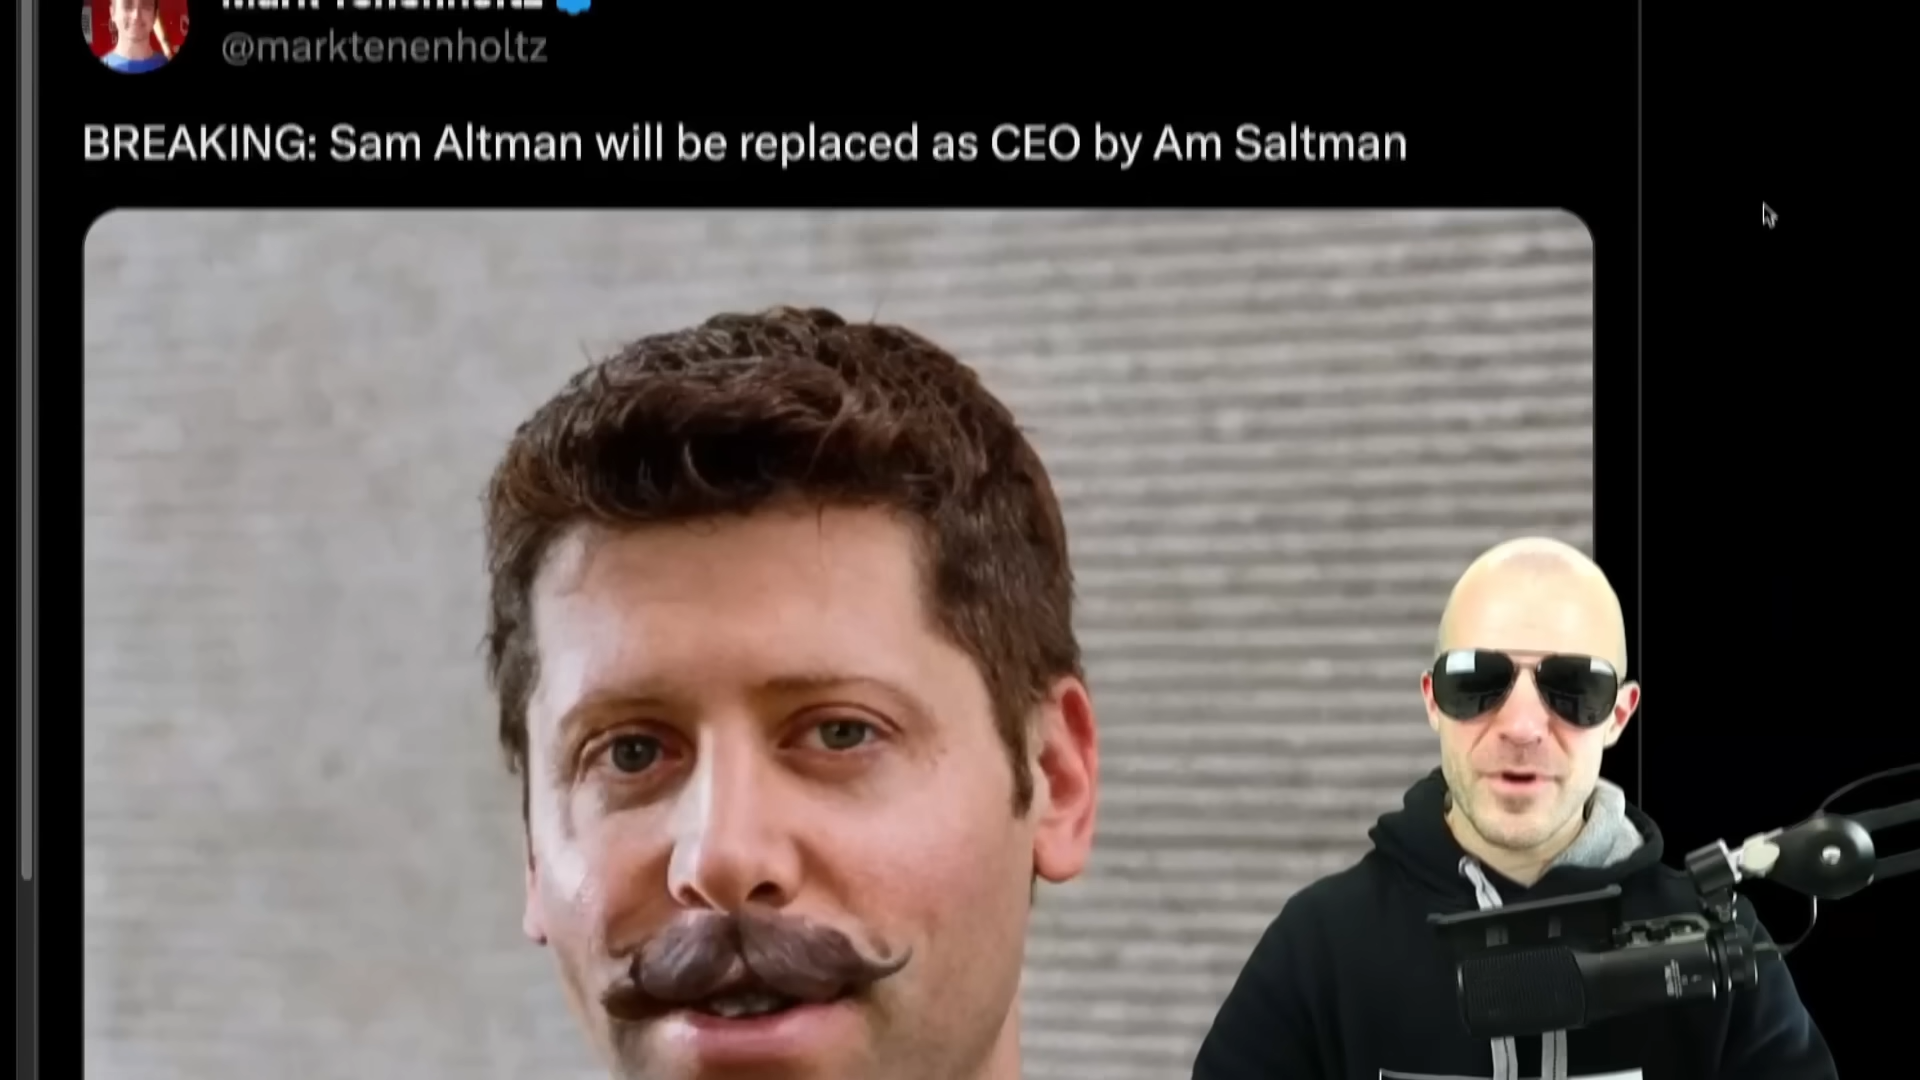 @marktenenholtz
BREAKING: Sam Altman will be replaced as CEO by Am Saltman